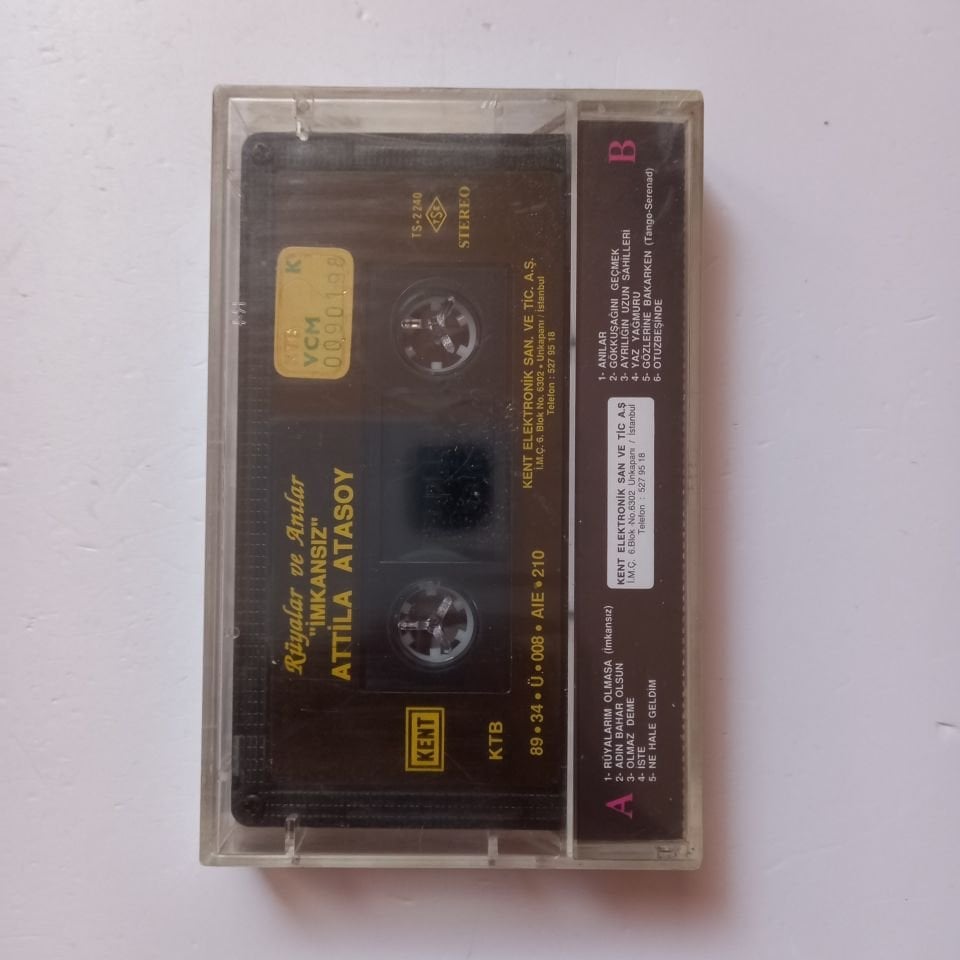 Rüyalar ve Anılar
"İMKANSIZ"
ATTİLA ATASOY
KENT
KTB
89 • 34 • Ü • 008 • AIE • 210
VCM
0090198
TS • 2240
TSE
STEREO
KENT ELEKTRONİK SAN. VE TİC. A.Ş.
İ.M.Ç. 6. Blok No. 6302 • Unkapanı / İstanbul
Telefon : 527 95 18
A
1- RÜYALARIM OLMASA (İmkansız)
2- ADIN BAHAR OLSUN
3- OLMAZ DEME
4- İSTE
5- NE HALE GELDİM
KENT ELEKTRONİK SAN VE TİC A.Ş
İ.M.Ç. 6.Blok No.6302 Unkapanı / İstanbul
Telefon : 527 95 18
B
1- ANILAR
2- GÖKKUŞAĞINI GEÇMEK
3- AYRILIĞIN UZUN SAHİLLERİ
4- YAZ YAĞMURU
5- GÖZLERİNE BAKARKEN (Tango-Serenad)
6- OTUZBEŞİNDE